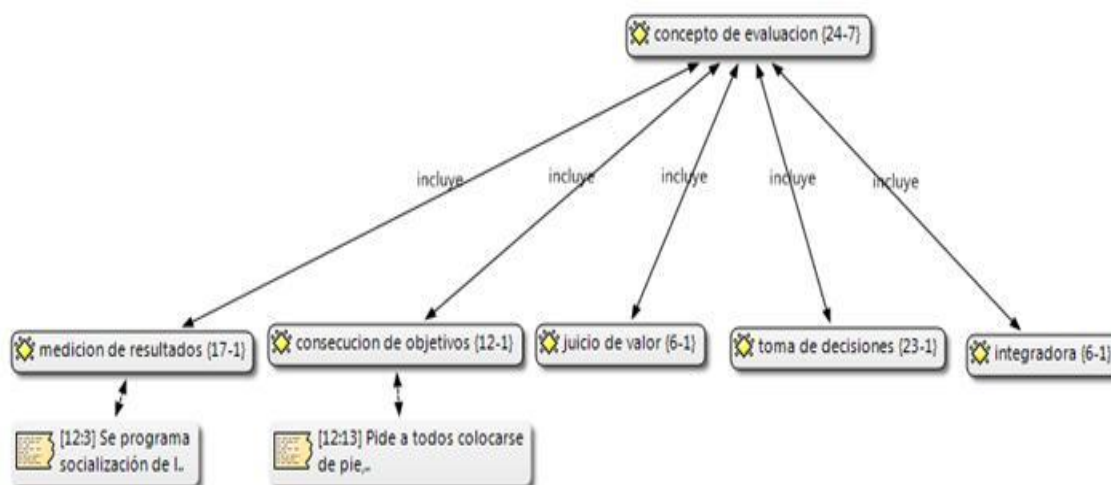 concepto de evaluacion {24-7}
incluye
incluye
incluye
incluye
incluye
medicion de resultados {17-1}
consecucion de objetivos {12-1}
juicio de valor {6-1}
toma de decisiones {23-1}
integradora {6-1}
[12:3] Se programa
socialización de l..
[12:13] Pide a todos colocarse
de pie,..